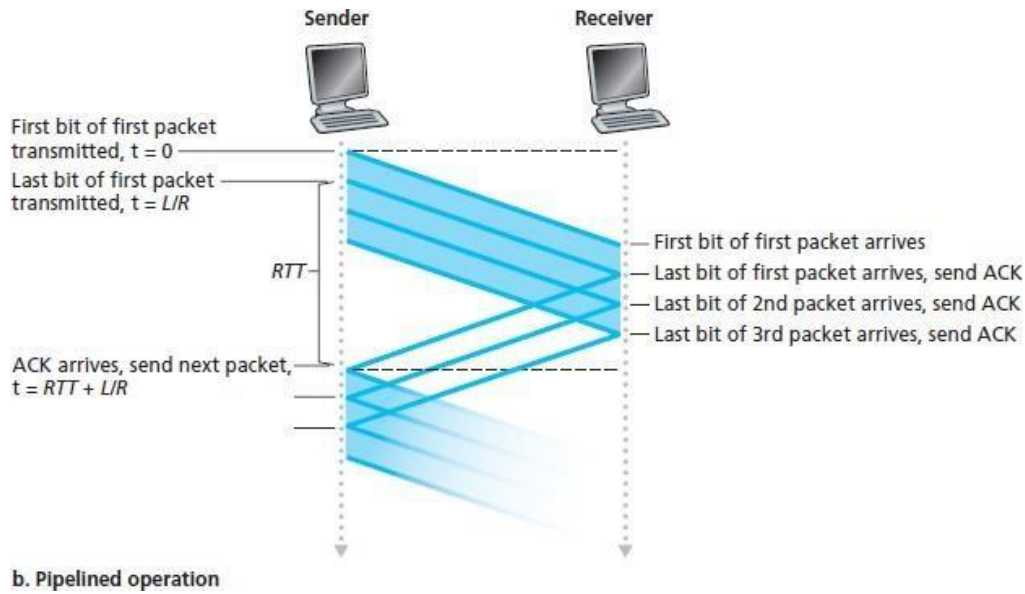 Sender
Receiver
First bit of first packet
transmitted, t = 0
Last bit of first packet
transmitted, t = L/R
RTT
First bit of first packet arrives
Last bit of first packet arrives, send ACK
Last bit of 2nd packet arrives, send ACK
Last bit of 3rd packet arrives, send ACK
ACK arrives, send next packet,
t = RTT + L/R
b. Pipelined operation